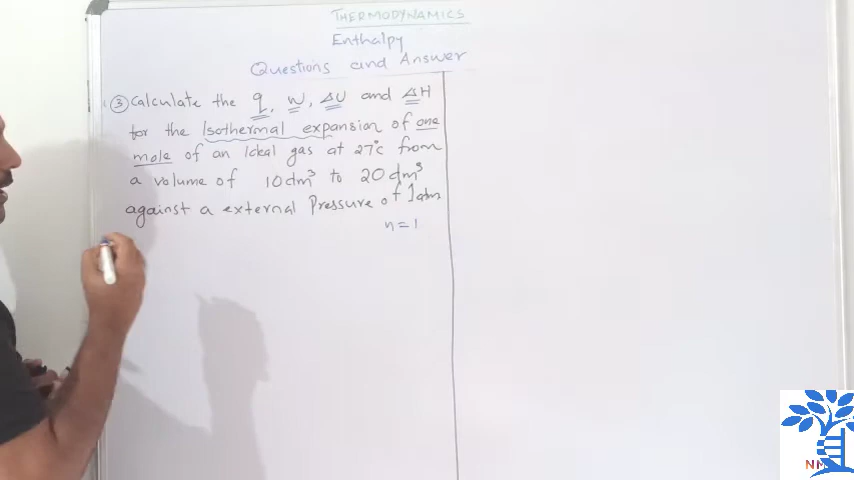 THERMODYNAMICS
Enthalpy
Questions and Answer
③ Calculate the q, w, ΔU and ΔH
for the Isothermal expansion of one
mole of an Ideal gas at 27°C from
a volume of 10dm³ to 20dm³
against a external Pressure of 1atm
n=1
NM